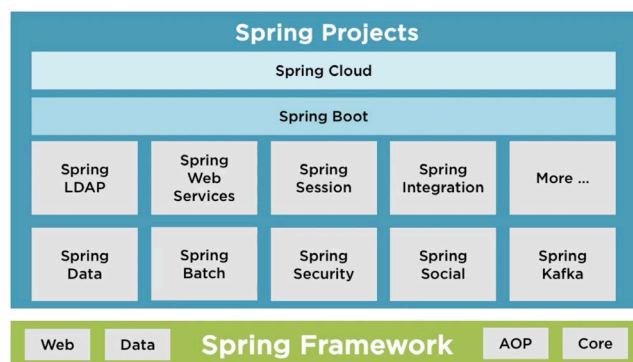 Spring Projects
Spring Cloud
Spring Boot
Spring
LDAP
Spring
Web
Services
Spring
Session
Spring
Integration
More ...
Spring
Data
Spring
Batch
Spring
Security
Spring
Social
Spring
Kafka
Web
Data
Spring Framework
AOP
Core